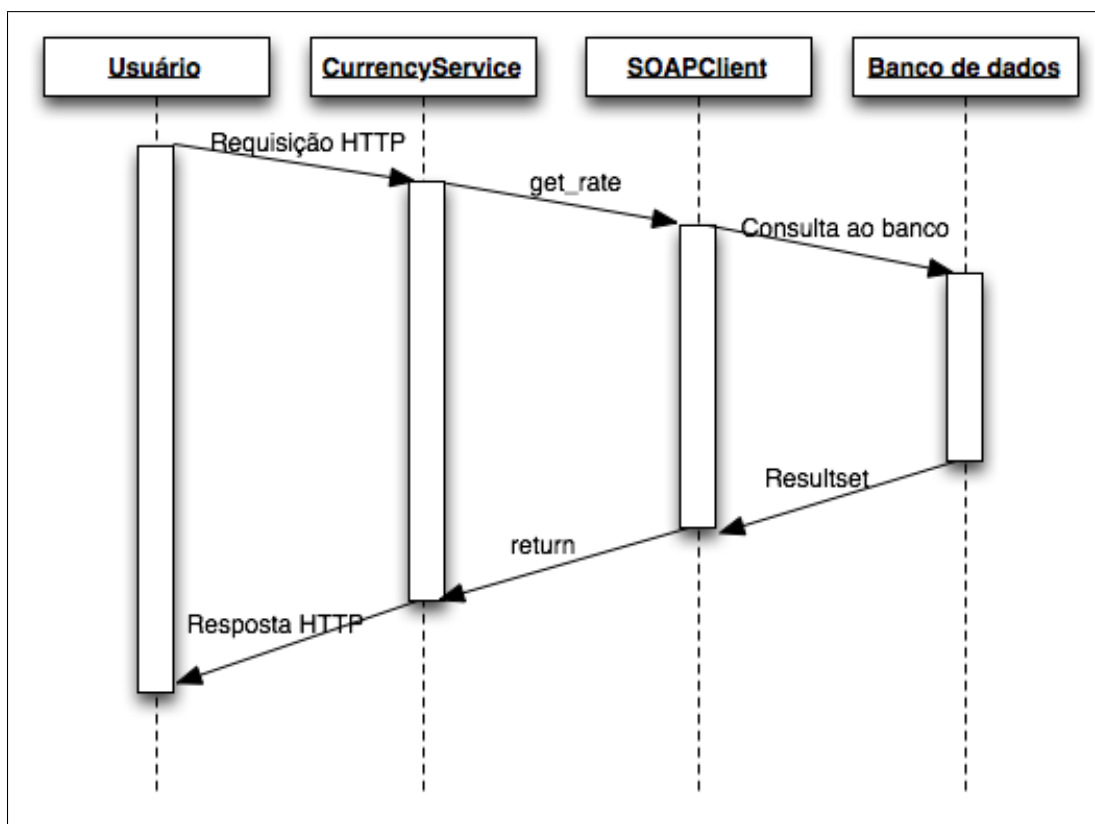 Usuário
CurrencyService
SOAPClient
Banco de dados
Requisição HTTP
get_rate
Consulta ao banco
Resultset
return
Resposta HTTP